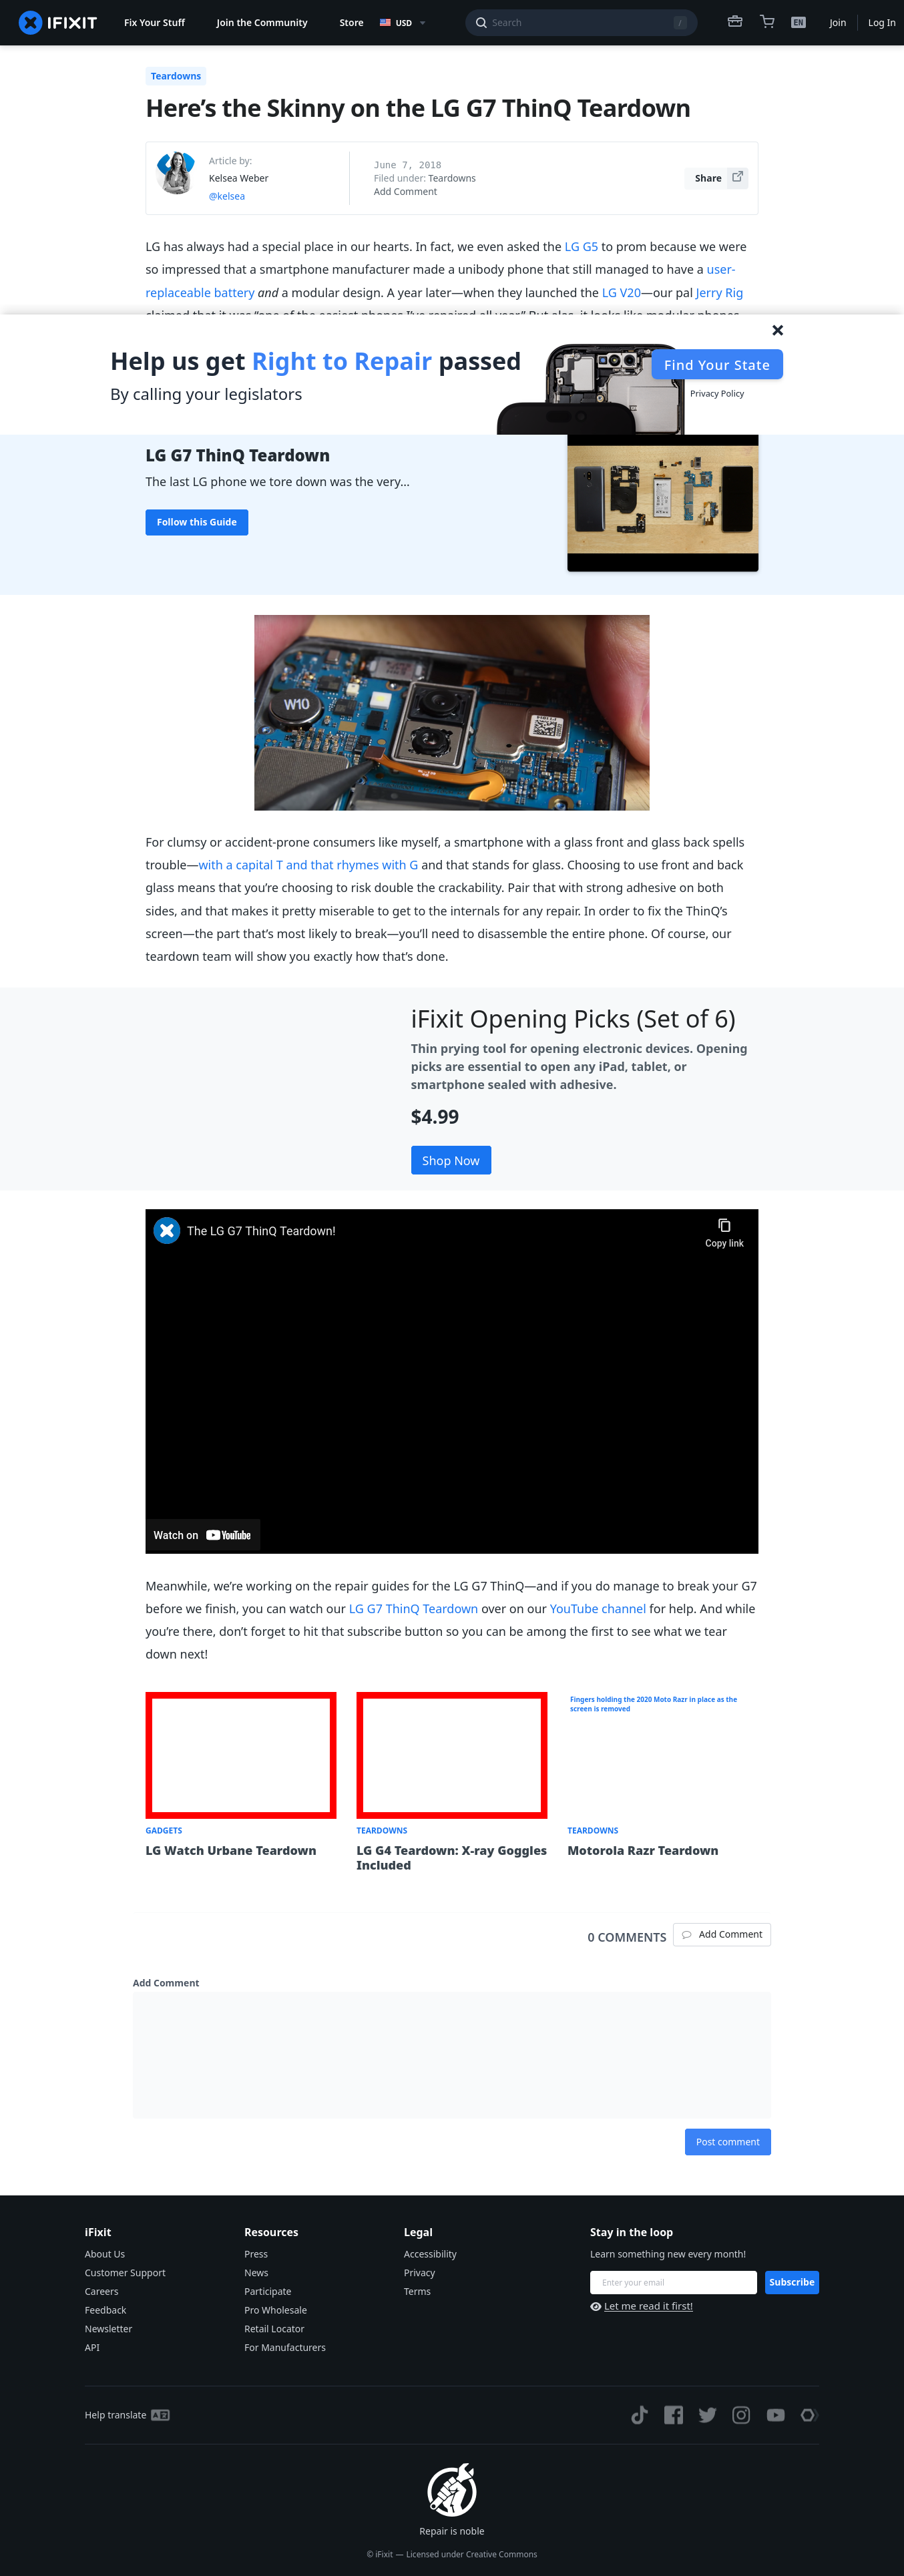 IFIXIT
Fix Your Stuff
Join the Community
Store
USD
Search
/
EN
Join
Log In
Teardowns
Here’s the Skinny on the LG G7 ThinQ Teardown
Article by:
Kelsea Weber
@kelsea
June 7, 2018
Filed under: Teardowns
Add Comment
Share
LG has always had a special place in our hearts. In fact, we even asked the LG G5 to prom because we were
so impressed that a smartphone manufacturer made a unibody phone that still managed to have a user-
replaceable battery and a modular design. A year later—when they launched the LG V20—our pal Jerry Rig
Help us get Right to Repair passed
By calling your legislators
Find Your State
Privacy Policy
LG G7 ThinQ Teardown
The last LG phone we tore down was the very…
Follow this Guide
W10
For clumsy or accident-prone consumers like myself, a smartphone with a glass front and glass back spells
trouble—with a capital T and that rhymes with G and that stands for glass. Choosing to use front and back
glass means that you’re choosing to risk double the crackability. Pair that with strong adhesive on both
sides, and that makes it pretty miserable to get to the internals for any repair. In order to fix the ThinQ’s
screen—the part that’s most likely to break—you’ll need to disassemble the entire phone. Of course, our
teardown team will show you exactly how that’s done.
iFixit Opening Picks (Set of 6)
Thin prying tool for opening electronic devices. Opening
picks are essential to open any iPad, tablet, or
smartphone sealed with adhesive.
$4.99
Shop Now
The LG G7 ThinQ Teardown!
Copy link
Watch on YouTube
Meanwhile, we’re working on the repair guides for the LG G7 ThinQ—and if you do manage to break your G7
before we finish, you can watch our LG G7 ThinQ Teardown over on our YouTube channel for help. And while
you’re there, don’t forget to hit that subscribe button so you can be among the first to see what we tear
down next!
Fingers holding the 2020 Moto Razr in place as the
screen is removed
GADGETS
LG Watch Urbane Teardown
TEARDOWNS
LG G4 Teardown: X-ray Goggles
Included
TEARDOWNS
Motorola Razr Teardown
0 COMMENTS
Add Comment
Add Comment
Post comment
iFixit
About Us
Customer Support
Careers
Feedback
Newsletter
API
Resources
Press
News
Participate
Pro Wholesale
Retail Locator
For Manufacturers
Legal
Accessibility
Privacy
Terms
Stay in the loop
Learn something new every month!
Enter your email
Subscribe
Let me read it first!
Help translate
Repair is noble
© iFixit — Licensed under Creative Commons